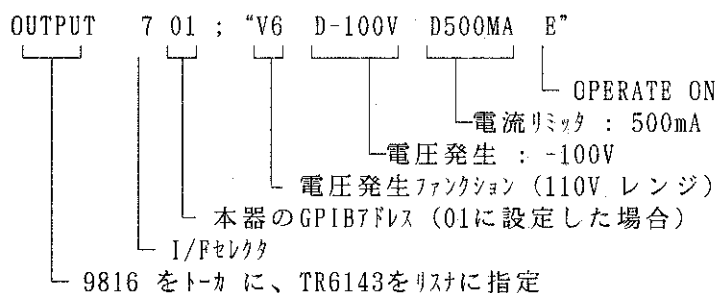 OUTPUT 7 01 ; “V6 D-100V D500MA E”
OPERATE ON
電流リミッタ : 500mA
電圧発生 : -100V
電圧発生ファンクション (110V レンジ)
本器のGPIBアドレス (01に設定した場合)
I/Fセレクタ
9816 をトーカ に、TR6143をリスナに指定